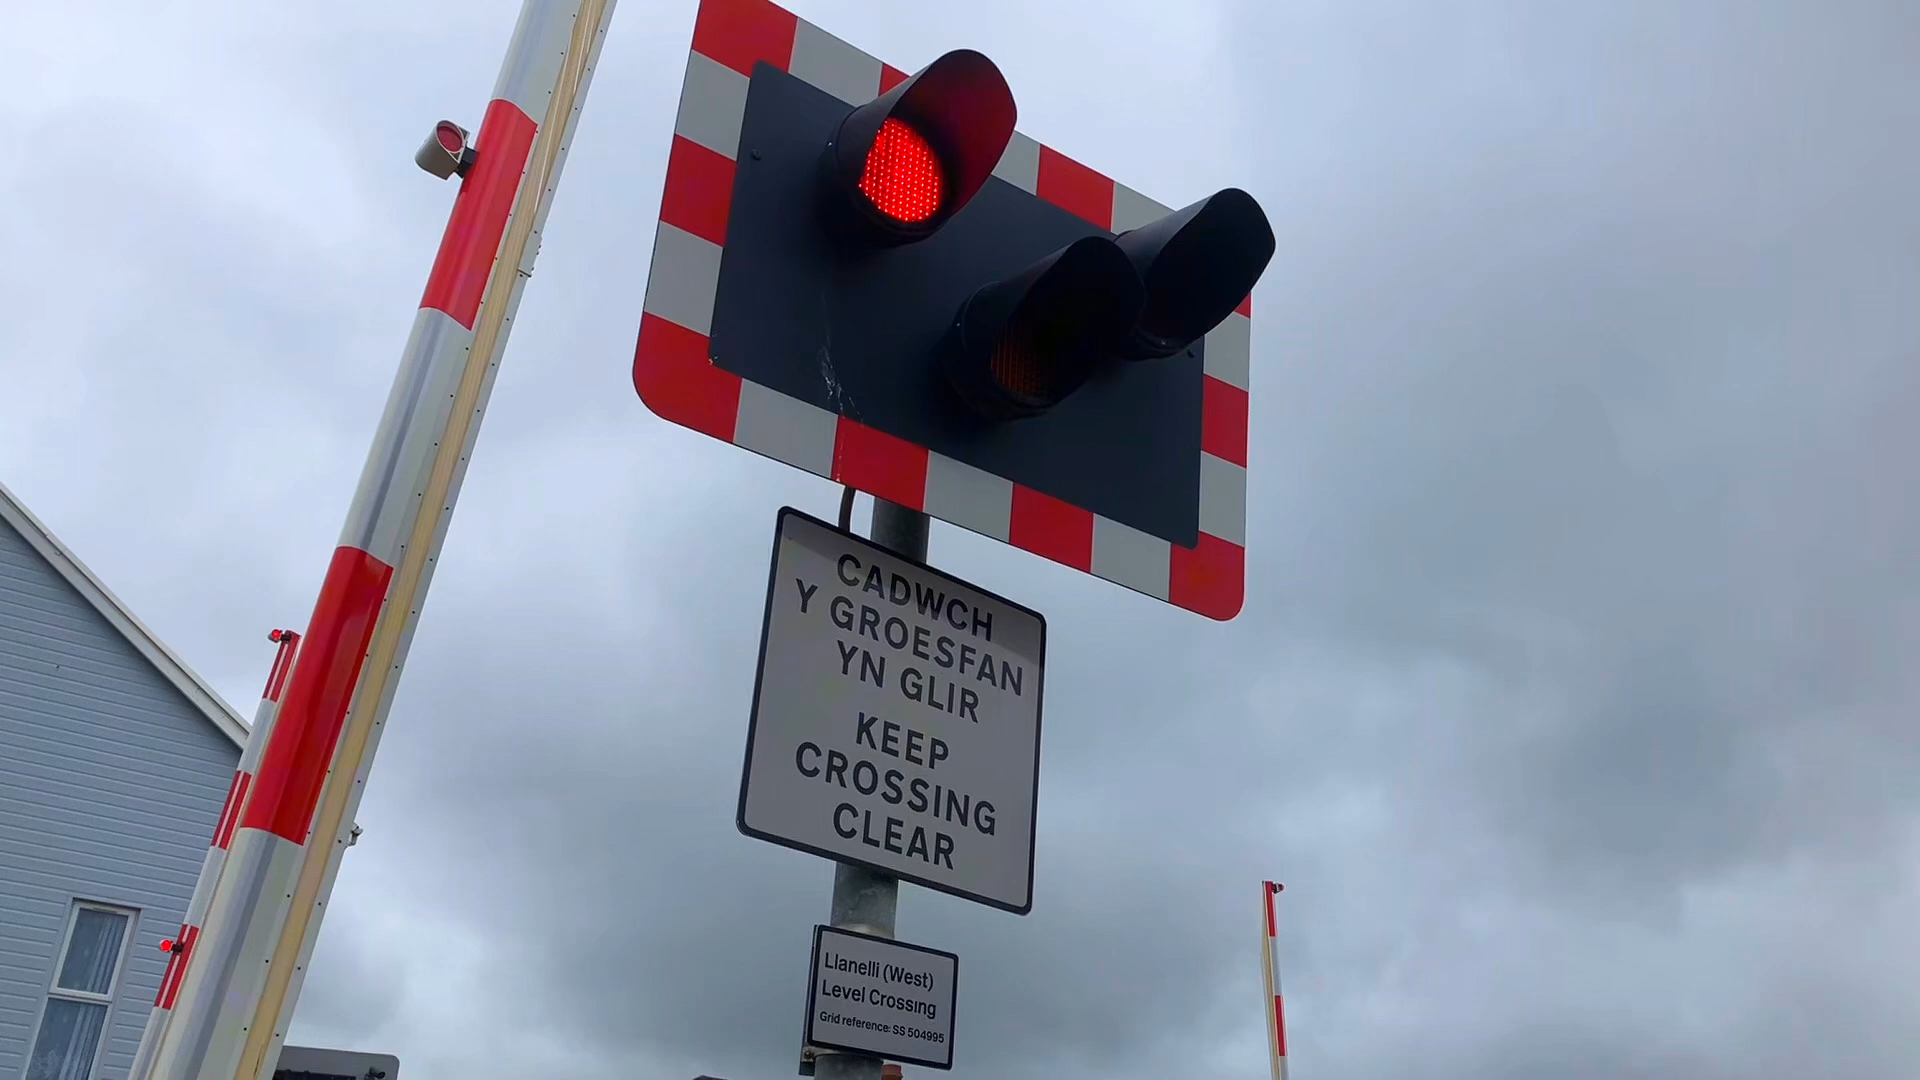 CADWCH
Y GROESFAN
YN GLIR
KEEP
CROSSING
CLEAR
Llanelli (West)
Level Crossing
Grid reference: SS 504995